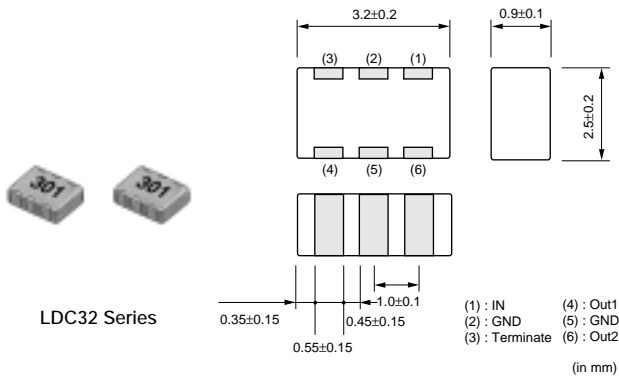 3.2±0.2
0.9±0.1
(3) (2) (1)
2.5±0.2
(4) (5) (6)
301 301
1.0±0.1
0.35±0.15
0.45±0.15
0.55±0.15
LDC32 Series
(1) : IN (4) : Out1
(2) : GND (5) : GND
(3) : Terminate (6) : Out2
(in mm)